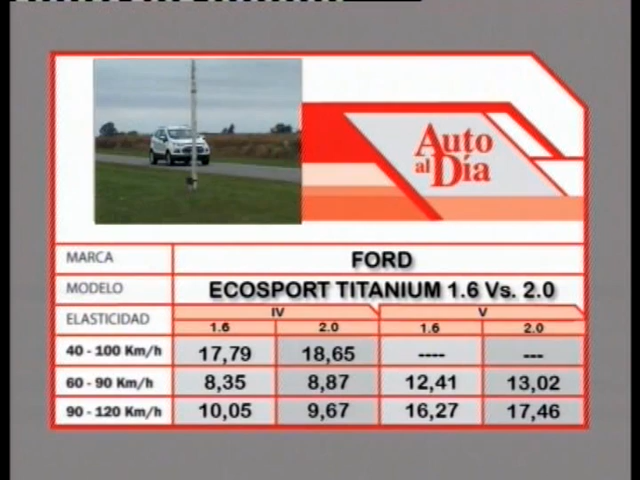 Auto
al Día
MARCA FORD
MODELO ECOSPORT TITANIUM 1.6 Vs. 2.0
ELASTICIDAD IV V
1.6 2.0 1.6 2.0
40 - 100 Km/h 17,79 18,65 ---- ---
60 - 90 Km/h 8,35 8,87 12,41 13,02
90 - 120 Km/h 10,05 9,67 16,27 17,46